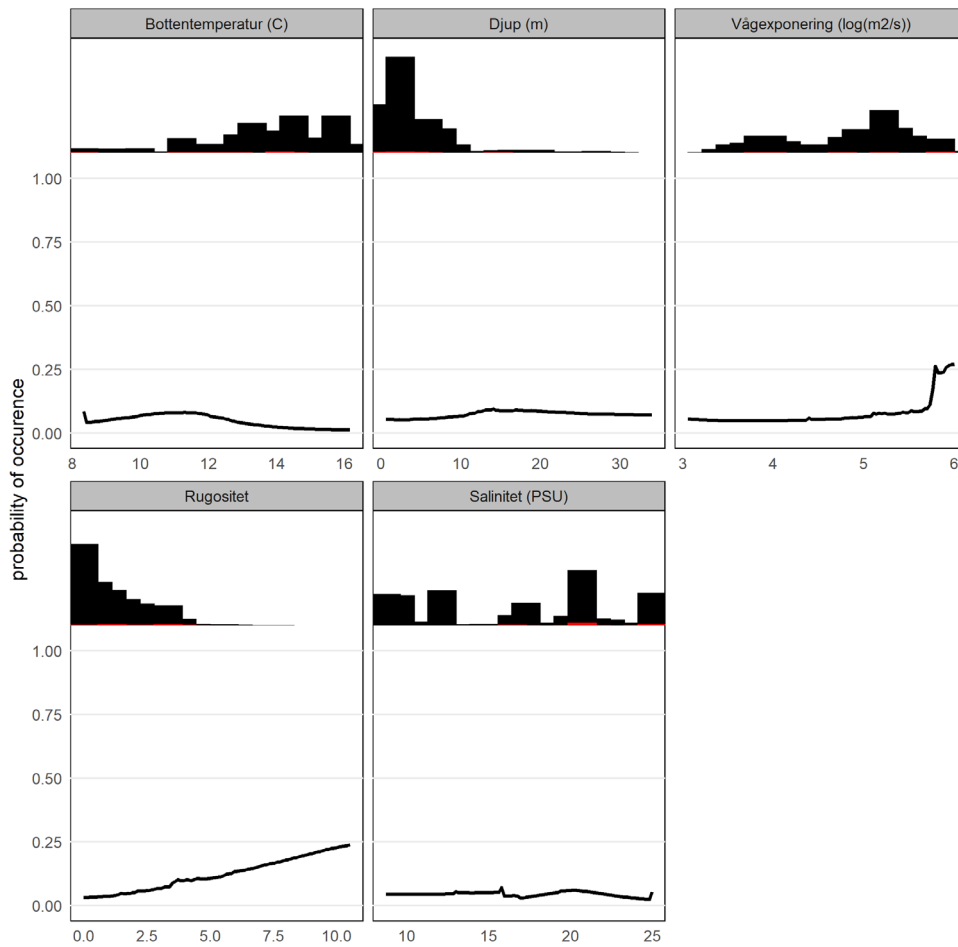 Bottentemperatur (C) Djup (m) Vågexponering (log(m2/s))
1.00
0.75
0.50
0.25
0.00
8 10 12 14 16 0 10 20 30 3 4 5 6
probability of occurence
Rugositet Salinitet (PSU)
1.00
0.75
0.50
0.25
0.00
0.0 2.5 5.0 7.5 10.0 10 15 20 25